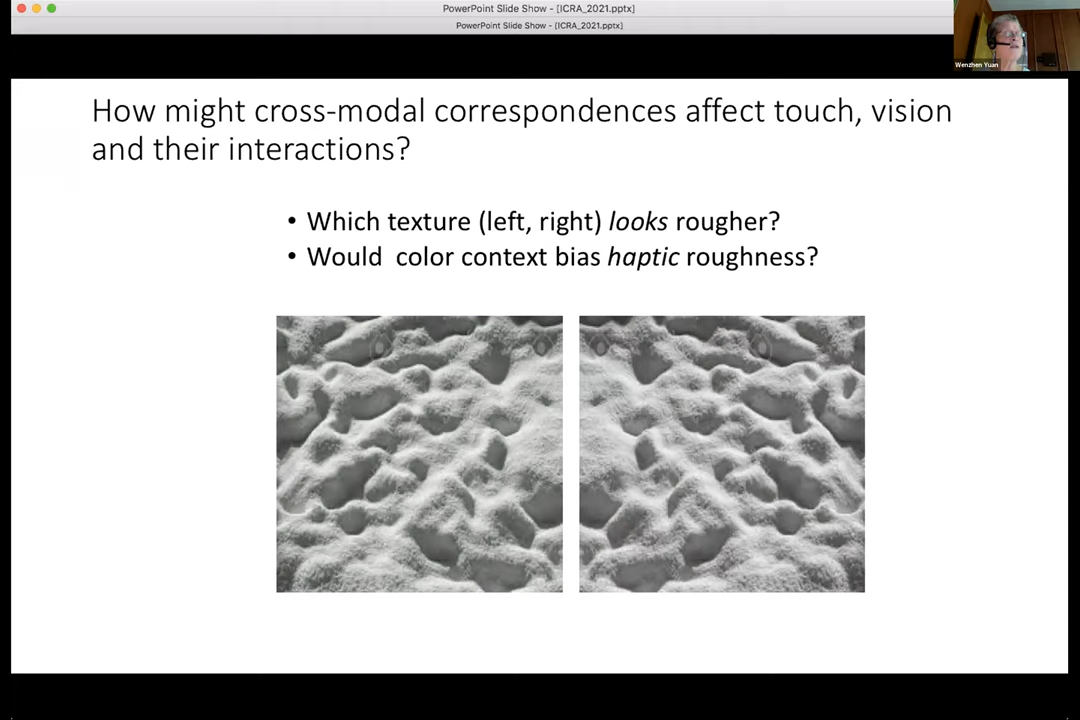 PowerPoint Slide Show - [ICRA_2021.pptx]
PowerPoint Slide Show - [ICRA_2021.pptx]
Wenzhen Yuan
How might cross-modal correspondences affect touch, vision
and their interactions?
• Which texture (left, right) looks rougher?
• Would  color context bias haptic roughness?